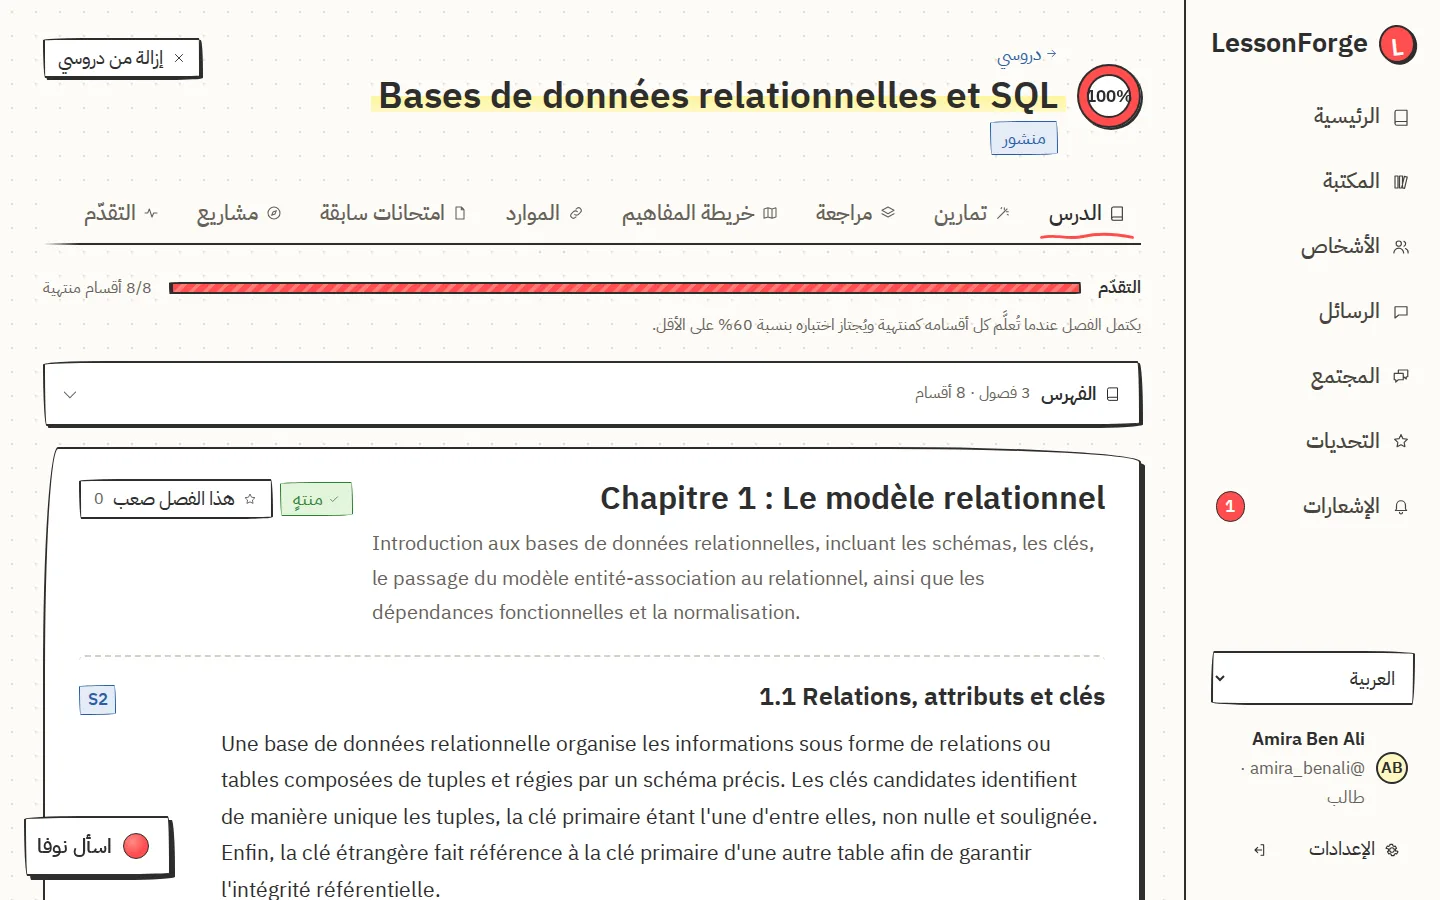 LessonForge
L
الرئيسية
المكتبة
الأشخاص
الرسائل
المجتمع
التحديات
الإشعارات
1
العربية
Amira Ben Ali
@amira_benali ·
طالب
AB
الإعدادات
دروسي
إزالة من دروسي
100%
Bases de données relationnelles et SQL
منشور
الدرس
تمارين
مراجعة
خريطة المفاهيم
الموارد
امتحانات سابقة
مشاريع
التقدّم
التقدّم
8/8 أقسام منتهية
يكتمل الفصل عندما تُعلَّم كل أقسامه كمنتهية ويُجتاز اختباره بنسبة 60% على الأقل.
الفهرس 3 فصول · 8 أقسام
Chapitre 1 : Le modèle relationnel
منتهٍ
هذا الفصل صعب 0
Introduction aux bases de données relationnelles, incluant les schémas, les clés,
le passage du modèle entité-association au relationnel, ainsi que les
dépendances fonctionnelles et la normalisation.
1.1 Relations, attributs et clés
S2
Une base de données relationnelle organise les informations sous forme de relations ou
tables composées de tuples et régies par un schéma précis. Les clés candidates identifient
de manière unique les tuples, la clé primaire étant l'une d'entre elles, non nulle et soulignée.
Enfin, la clé étrangère fait référence à la clé primaire d'une autre table afin de garantir
l'intégrité référentielle.
اسأل نوفا